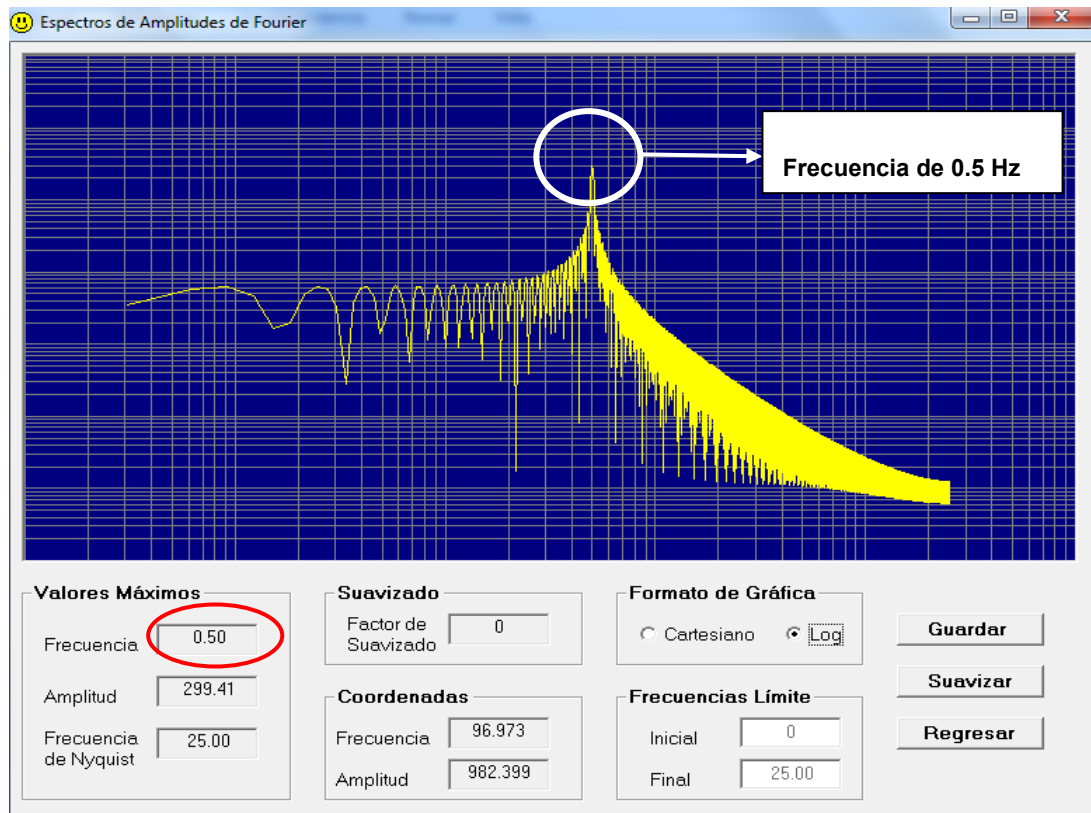 Espectros de Amplitudes de Fourier
Frecuencia de 0.5 Hz
Valores Máximos
Frecuencia 0.50
Amplitud 299.41
Frecuencia de Nyquist 25.00
Suavizado
Factor de Suavizado 0
Coordenadas
Frecuencia 96.973
Amplitud 982.399
Formato de Gráfica
Cartesiano Log
Frecuencias Límite
Inicial 0
Final 25.00
Guardar
Suavizar
Regresar